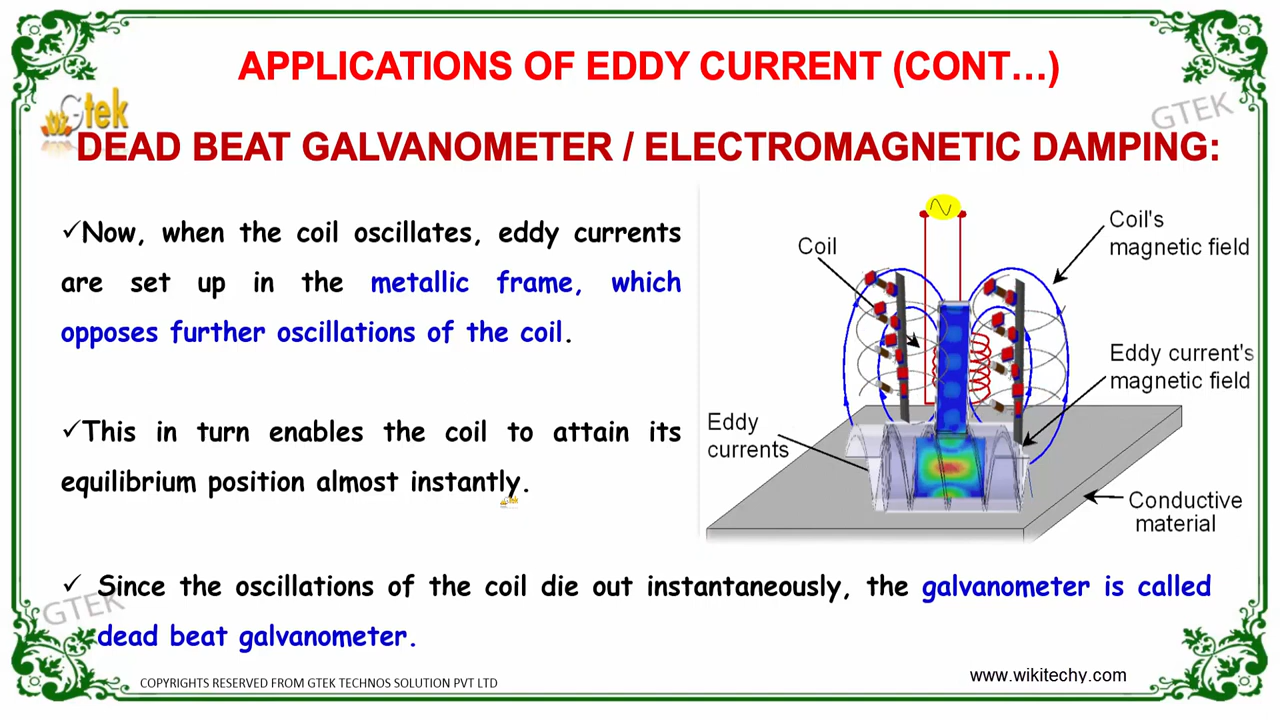 APPLICATIONS OF EDDY CURRENT (CONT…)
Gtek
GTEK
DEAD BEAT GALVANOMETER / ELECTROMAGNETIC DAMPING:
✓Now, when the coil oscillates, eddy currents
are set up in the metallic frame, which
opposes further oscillations of the coil.
✓This in turn enables the coil to attain its
equilibrium position almost instantly.
Coil
Coil's
magnetic field
Eddy current's
magnetic field
Eddy
currents
Conductive
material
✓ Since the oscillations of the coil die out instantaneously, the galvanometer is called
dead beat galvanometer.
GTEK
COPYRIGHTS RESERVED FROM GTEK TECHNOS SOLUTION PVT LTD
www.wikitechy.com